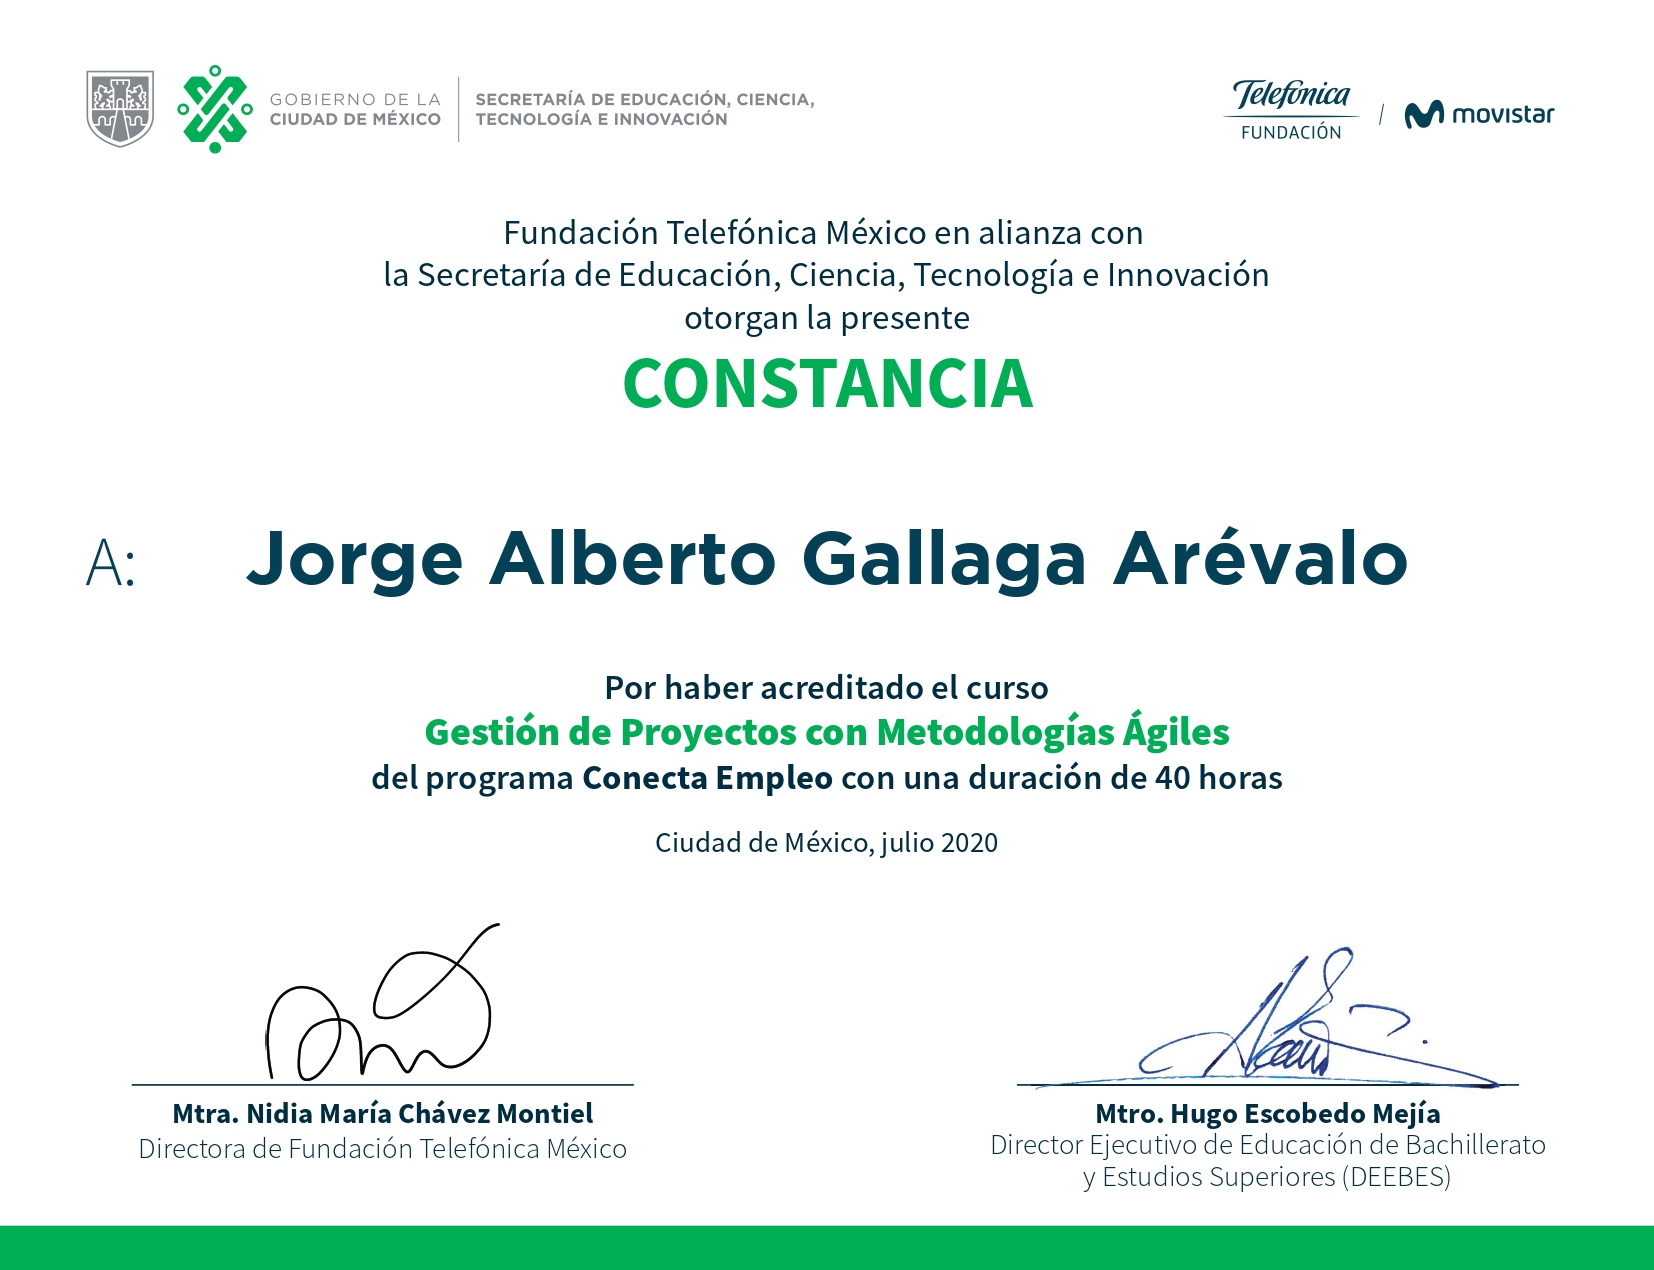 GOBIERNO DE LA
CIUDAD DE MÉXICO
SECRETARÍA DE EDUCACIÓN, CIENCIA,
TECNOLOGÍA E INNOVACIÓN
Telefónica
FUNDACIÓN
movistar
Fundación Telefónica México en alianza con
la Secretaría de Educación, Ciencia, Tecnología e Innovación
otorgan la presente
CONSTANCIA
A: Jorge Alberto Gallaga Arévalo
Por haber acreditado el curso
Gestión de Proyectos con Metodologías Ágiles
del programa Conecta Empleo con una duración de 40 horas
Ciudad de México, julio 2020
Mtra. Nidia María Chávez Montiel
Directora de Fundación Telefónica México
Mtro. Hugo Escobedo Mejía
Director Ejecutivo de Educación de Bachillerato
y Estudios Superiores (DEEBES)